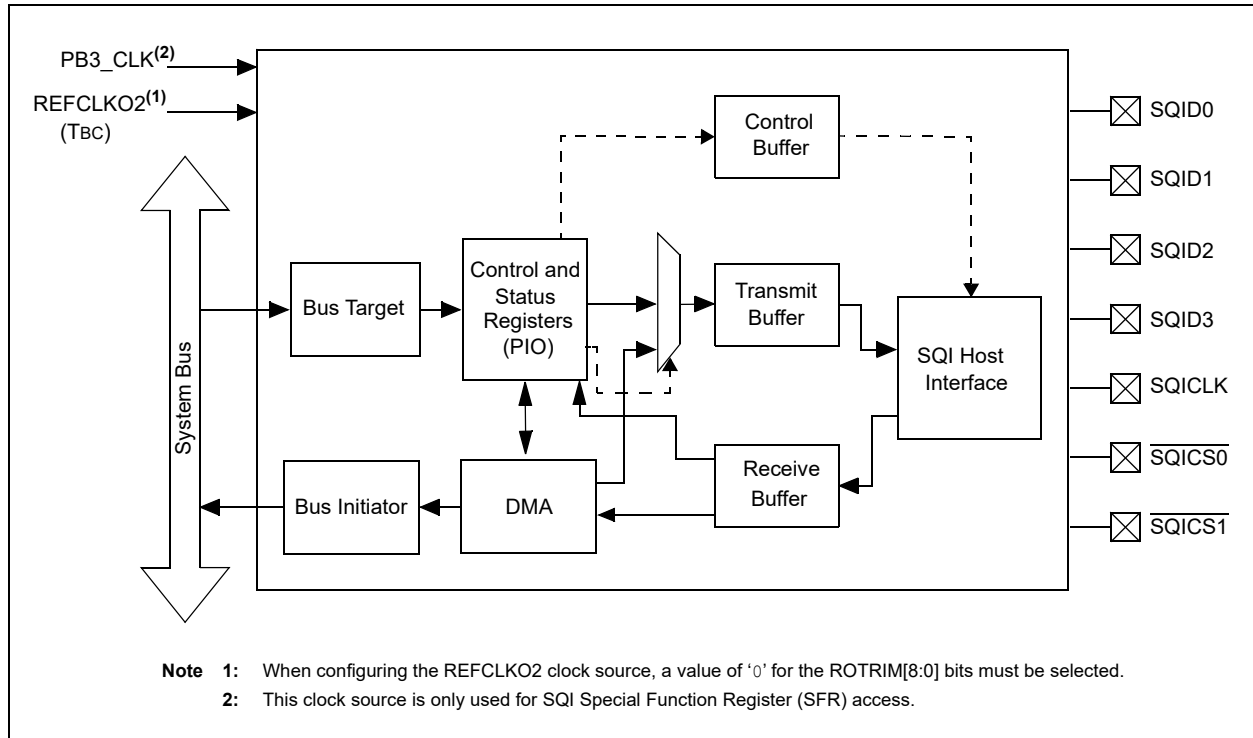 PB3_CLK(2)
REFCLKO2(1)
(TBC)
System Bus
Bus Target
Control and
Status
Registers
(PIO)
Control
Buffer
Transmit
Buffer
SQI Host
Interface
Bus Initiator
DMA
Receive
Buffer
SQID0
SQID1
SQID2
SQID3
SQICLK
SQICS0
SQICS1
Note 1: When configuring the REFCLKO2 clock source, a value of ‘0’ for the ROTRIM[8:0] bits must be selected.
2: This clock source is only used for SQI Special Function Register (SFR) access.